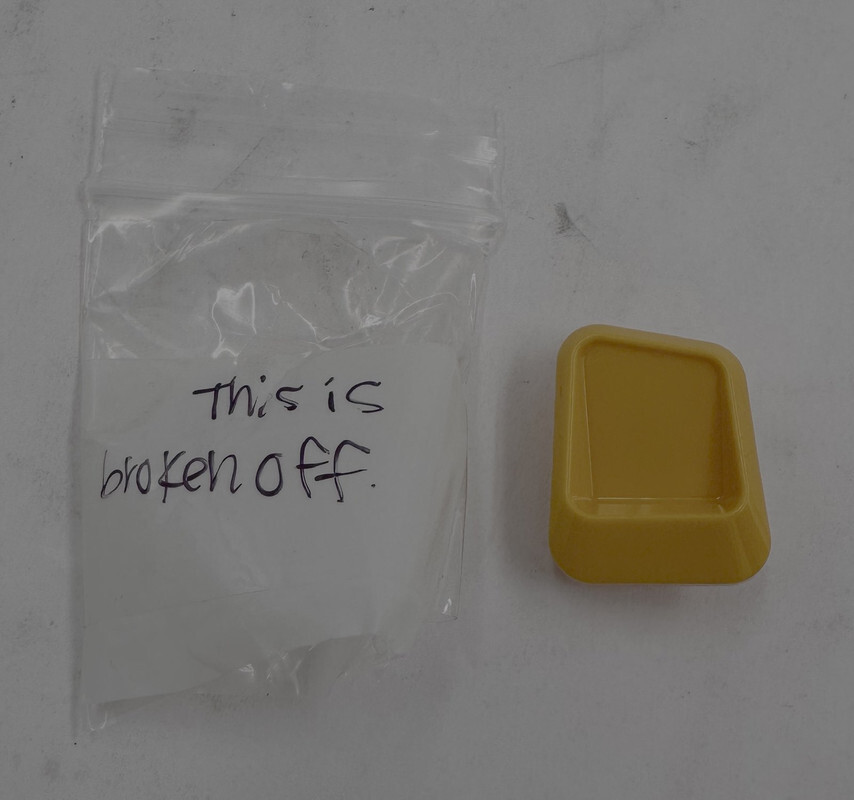 This is
broken off.